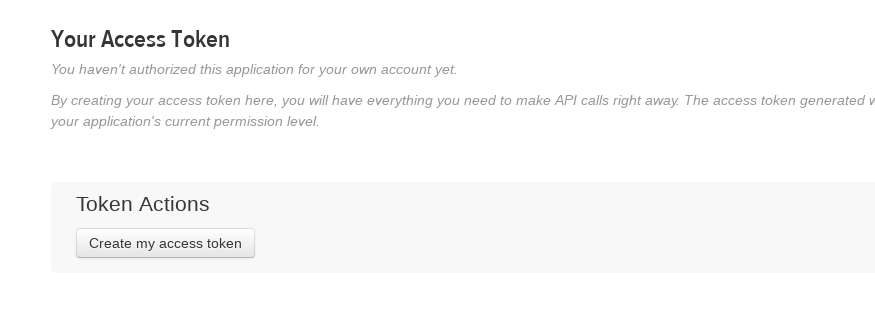 Your Access Token
You haven't authorized this application for your own account yet.
By creating your access token here, you will have everything you need to make API calls right away. The access token generated
your application's current permission level.
Token Actions
Create my access token